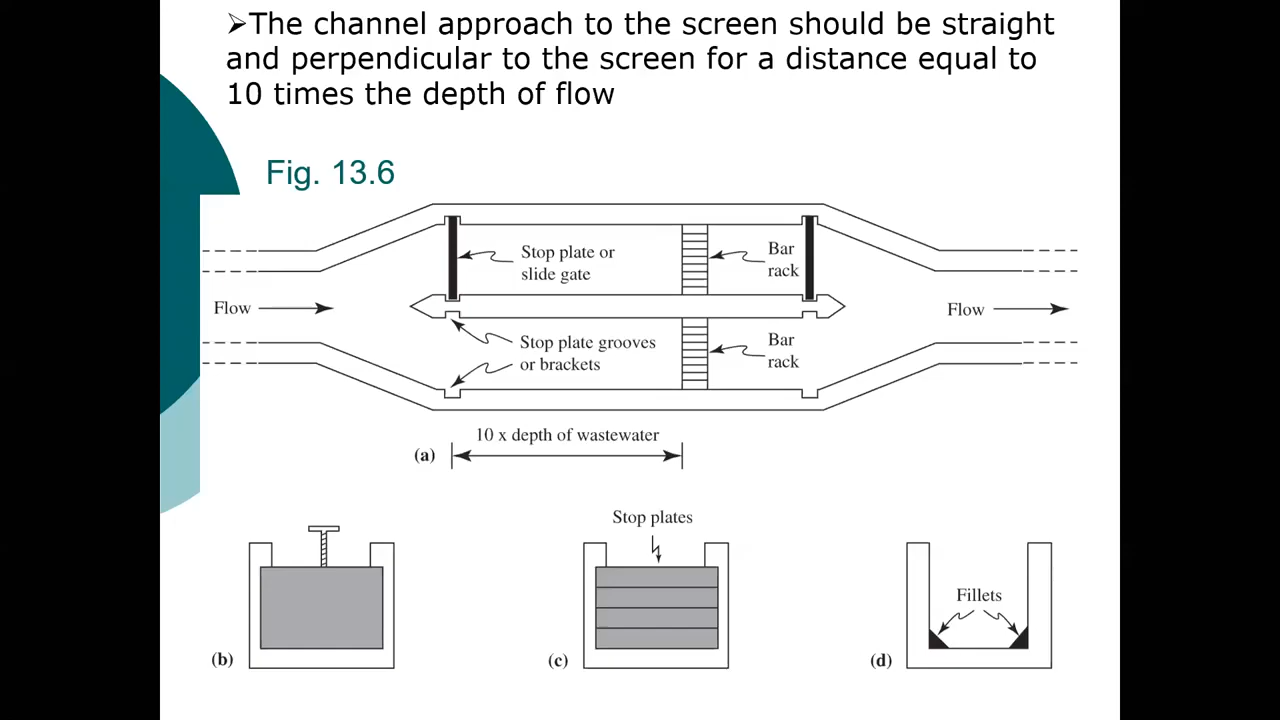 ➢The channel approach to the screen should be straight
and perpendicular to the screen for a distance equal to
10 times the depth of flow
Fig. 13.6
Stop plate or
slide gate
Bar
rack
Flow
Flow
Stop plate grooves
or brackets
Bar
rack
10 x depth of wastewater
(a)
Stop plates
Fillets
(b)
(c)
(d)